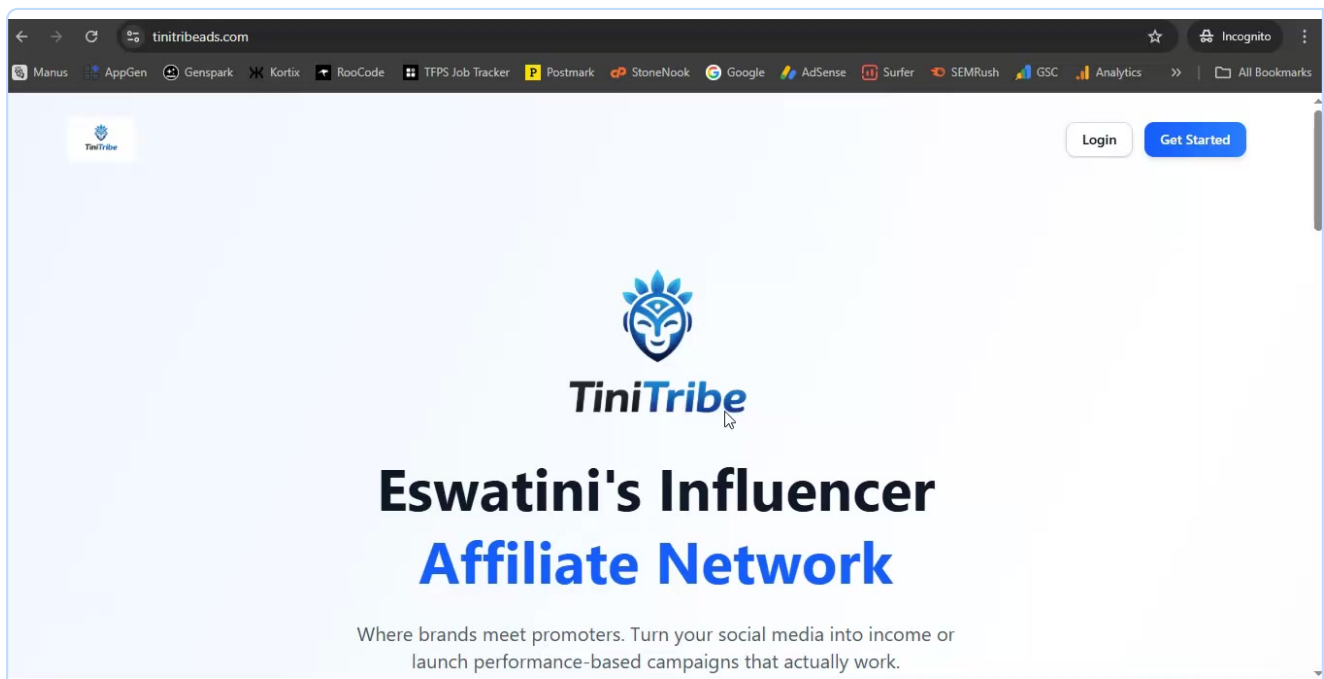 tinitribeads.com
Incognito
Manus AppGen Genspark Kortix RooCode TFPS Job Tracker Postmark StoneNook Google AdSense Surfer SEMRush GSC Analytics All Bookmarks
TiniTribe
Login Get Started
TiniTribe
Eswatini's Influencer
Affiliate Network
Where brands meet promoters. Turn your social media into income or
launch performance-based campaigns that actually work.